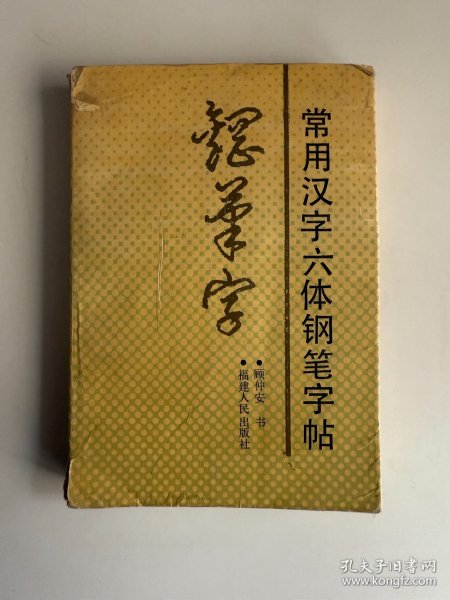 常用汉字六体钢笔字帖
钢笔字
●顾仲安 书
●福建人民出版社
孔夫子旧书网
www.kongfz.com